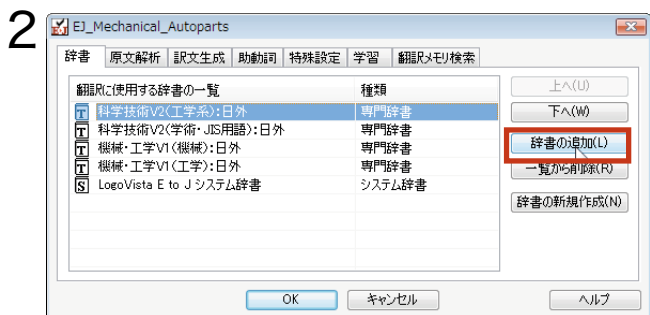 2
EJ_Mechanical_Autoparts
辞書 原文解析 訳文生成 助動詞 特殊設定 学習 翻訳メモリ検索
翻訳に使用する辞書の一覧 種類
T 科学技術V2(工学系):日外 専門辞書
T 科学技術V2(学術・JIS用語):日外 専門辞書
T 機械・工学V1(機械):日外 専門辞書
T 機械・工学V1(工学):日外 専門辞書
S LogoVista E to J システム辞書 システム辞書
上へ(U)
下へ(W)
辞書の追加(L)
一覧から削除(R)
辞書の新規作成(N)
OK キャンセル ヘルプ